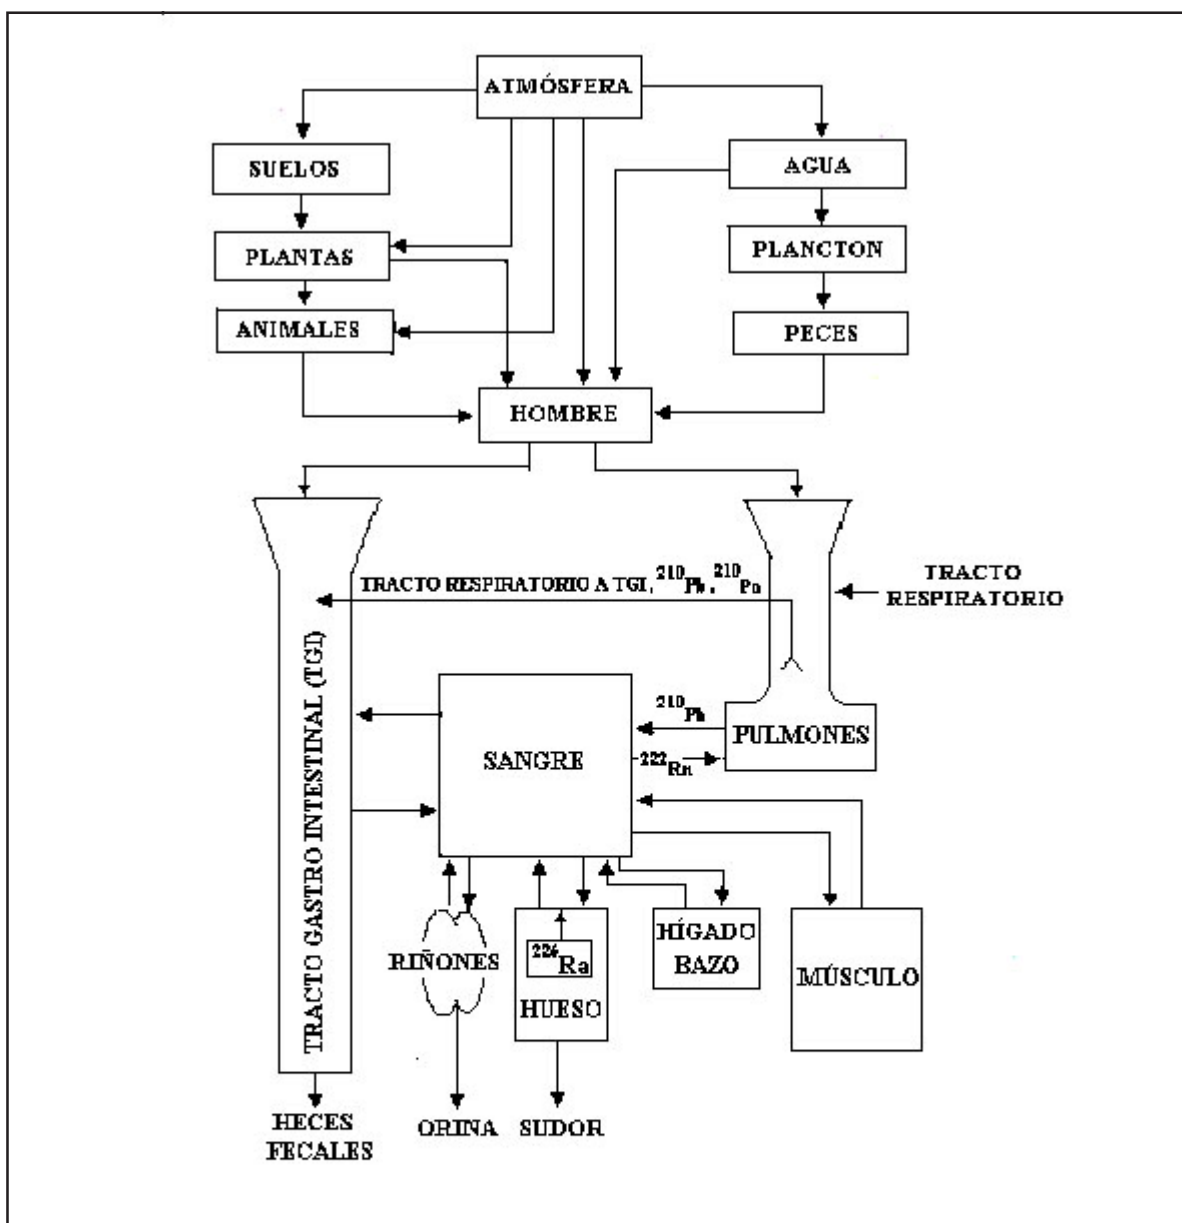 ATMÓSFERA
SUELOS
AGUA
PLANTAS
PLANCTON
ANIMALES
PECES
HOMBRE
TRACTO RESPIRATORIO A TGI, ²¹⁰Pb, ²¹⁰Po
TRACTO
RESPIRATORIO
TRACTO GASTRO INTESTINAL (TGI)
²¹⁰Pb
PULMONES
SANGRE
²²²Rn
RIÑONES
²²⁶Ra
HUESO
HÍGADO
BAZO
MÚSCULO
HECES
FECALES
ORINA
SUDOR